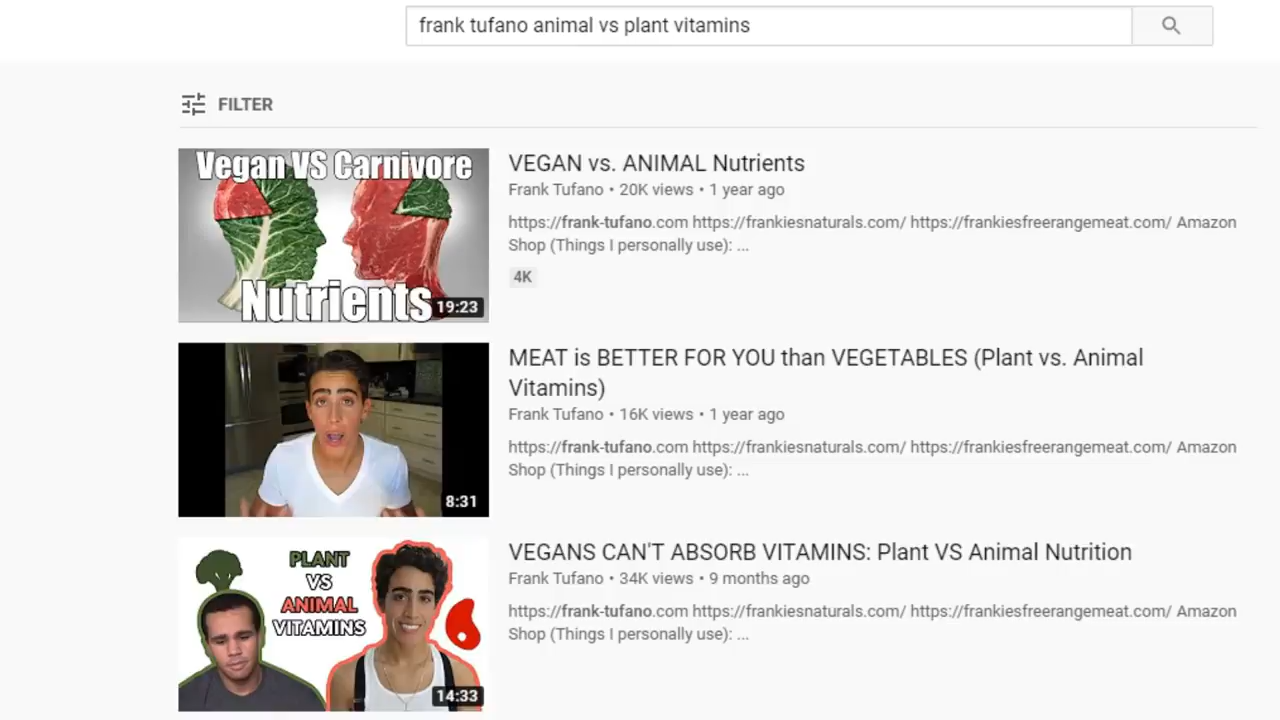 frank tufano animal vs plant vitamins
FILTER
Vegan VS Carnivore
Nutrients
19:23
VEGAN vs. ANIMAL Nutrients
Frank Tufano • 20K views • 1 year ago
https://frank-tufano.com https://frankiesnaturals.com/ https://frankiesfreerangemeat.com/ Amazon
Shop (Things I personally use): ...
4K
8:31
MEAT is BETTER FOR YOU than VEGETABLES (Plant vs. Animal
Vitamins)
Frank Tufano • 16K views • 1 year ago
https://frank-tufano.com https://frankiesnaturals.com/ https://frankiesfreerangemeat.com/ Amazon
Shop (Things I personally use): ...
PLANT
VS
ANIMAL
VITAMINS
14:33
VEGANS CAN'T ABSORB VITAMINS: Plant VS Animal Nutrition
Frank Tufano • 34K views • 9 months ago
https://frank-tufano.com https://frankiesnaturals.com/ https://frankiesfreerangemeat.com/ Amazon
Shop (Things I personally use): ...